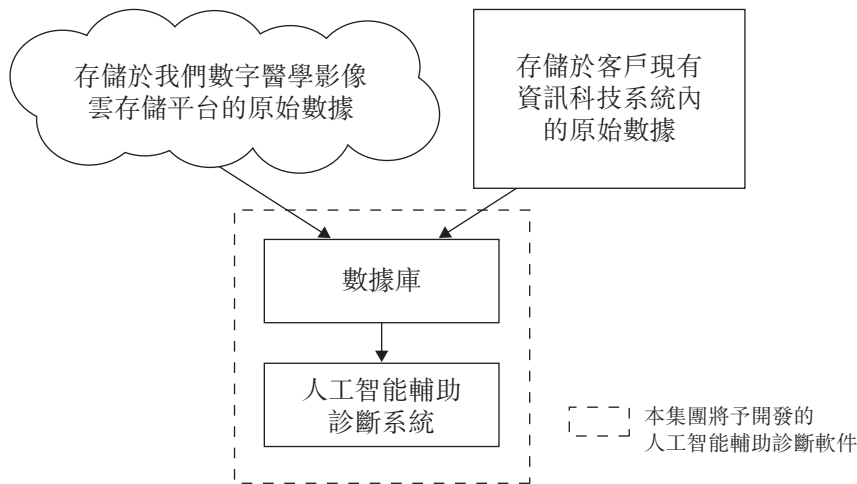 存儲於我們數字醫學影像
雲存儲平台的原始數據
存儲於客戶現有
資訊科技系統內
的原始數據
數據庫
人工智能輔助
診斷系統
本集團將予開發的
人工智能輔助診斷軟件